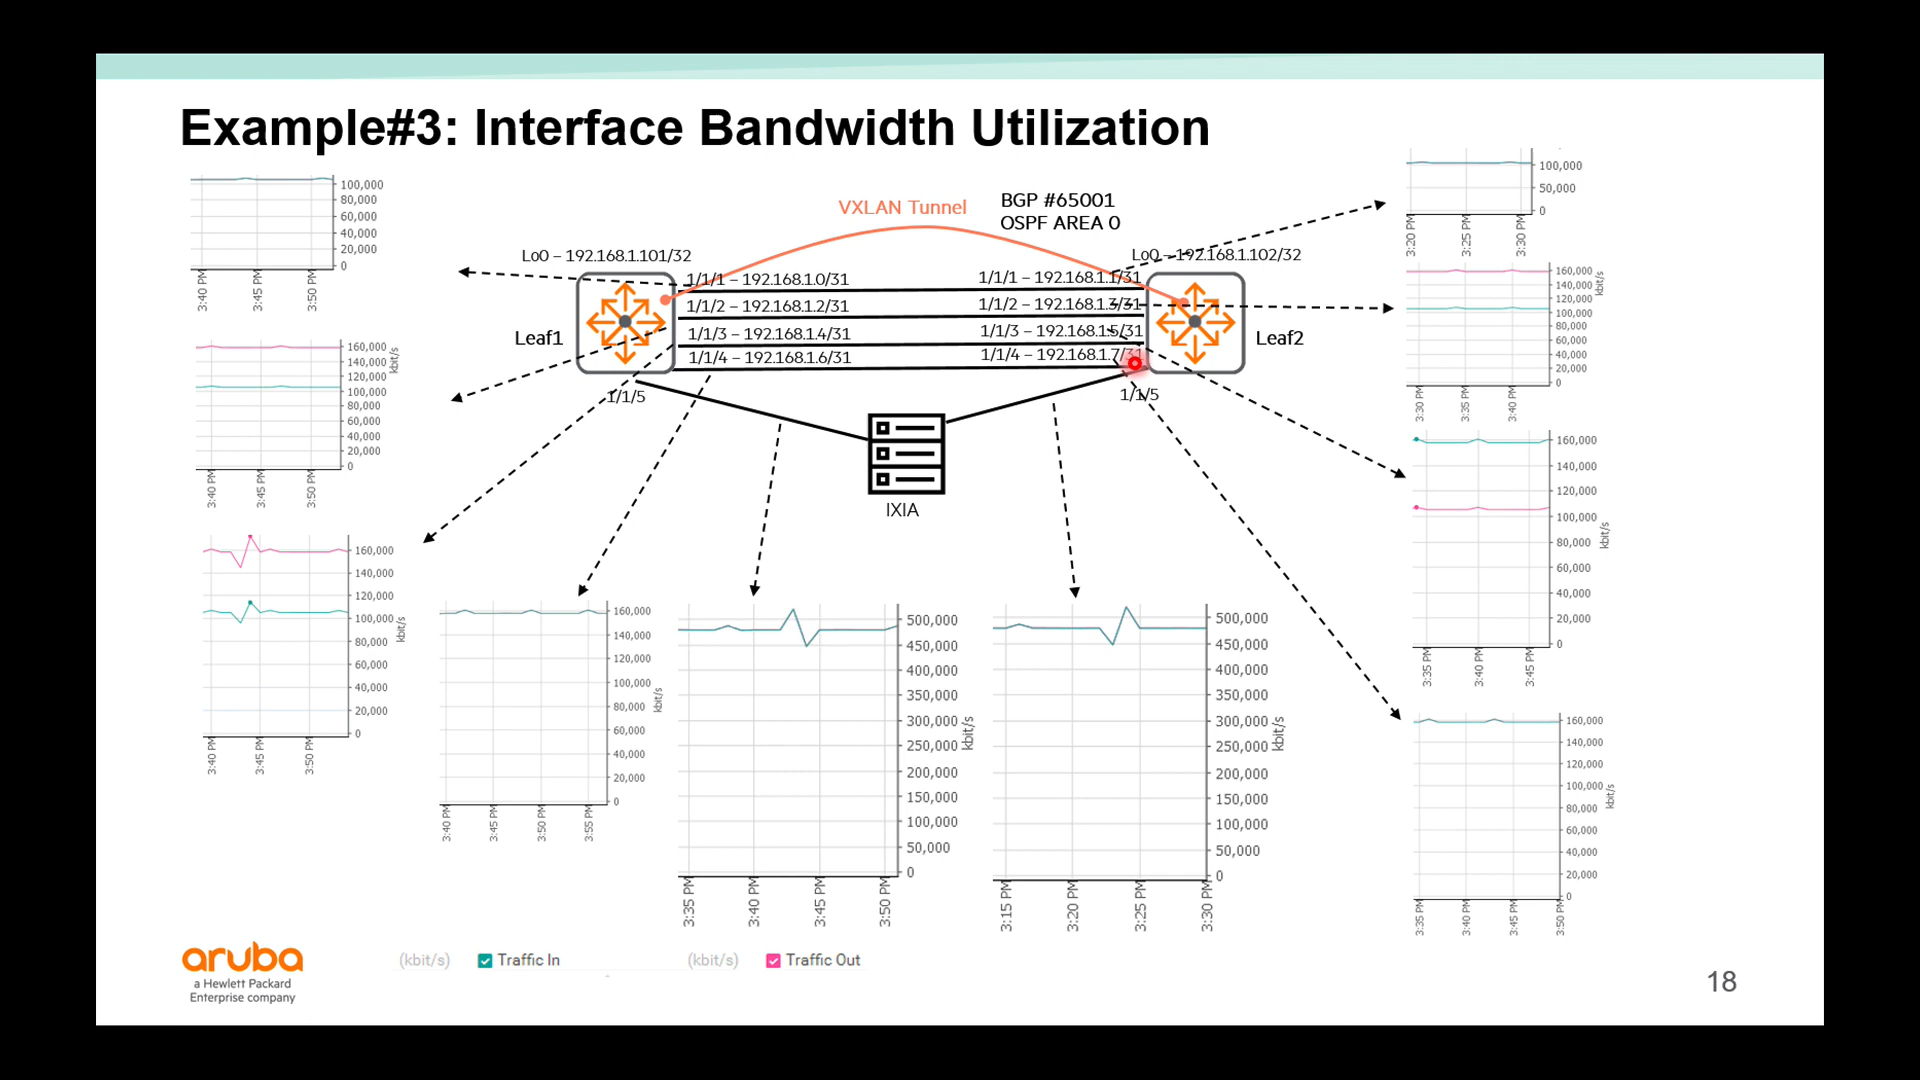 Example#3: Interface Bandwidth Utilization
100,000
80,000
60,000
40,000
20,000
0
3:40 PM
3:45 PM
3:50 PM
160,000
140,000
120,000
100,000
80,000
60,000
40,000
20,000
0
kbit/s
3:40 PM
3:45 PM
3:50 PM
160,000
140,000
120,000
100,000
80,000
60,000
40,000
20,000
0
kbit/s
3:40 PM
3:45 PM
3:50 PM
VXLAN Tunnel
BGP #65001
OSPF AREA 0
Lo0 – 192.168.1.101/32
Lo0 – 192.168.1.102/32
1/1/1 – 192.168.1.0/31
1/1/1 – 192.168.1.1/31
1/1/2 – 192.168.1.2/31
1/1/2 – 192.168.1.3/31
1/1/3 – 192.168.1.4/31
1/1/3 – 192.168.1.5/31
1/1/4 – 192.168.1.6/31
1/1/4 – 192.168.1.7/31
Leaf1
Leaf2
1/1/5
1/1/5
IXIA
160,000
140,000
120,000
100,000
80,000
60,000
40,000
20,000
0
kbit/s
3:40 PM
3:45 PM
3:50 PM
3:55 PM
500,000
450,000
400,000
350,000
300,000
250,000
200,000
150,000
100,000
50,000
0
kbit/s
3:35 PM
3:40 PM
3:45 PM
3:50 PM
500,000
450,000
400,000
350,000
300,000
250,000
200,000
150,000
100,000
50,000
0
kbit/s
3:15 PM
3:20 PM
3:25 PM
3:30 PM
100,000
50,000
0
3:20 PM
3:25 PM
3:30 PM
160,000
140,000
120,000
100,000
80,000
60,000
40,000
20,000
0
kbit/s
3:30 PM
3:35 PM
3:40 PM
160,000
140,000
120,000
100,000
80,000
60,000
40,000
20,000
0
kbit/s
3:35 PM
3:40 PM
3:45 PM
160,000
140,000
120,000
100,000
80,000
60,000
40,000
20,000
0
kbit/s
3:35 PM
3:40 PM
3:45 PM
3:50 PM
aruba
a Hewlett Packard
Enterprise company
(kbit/s) Traffic In (kbit/s) Traffic Out
18